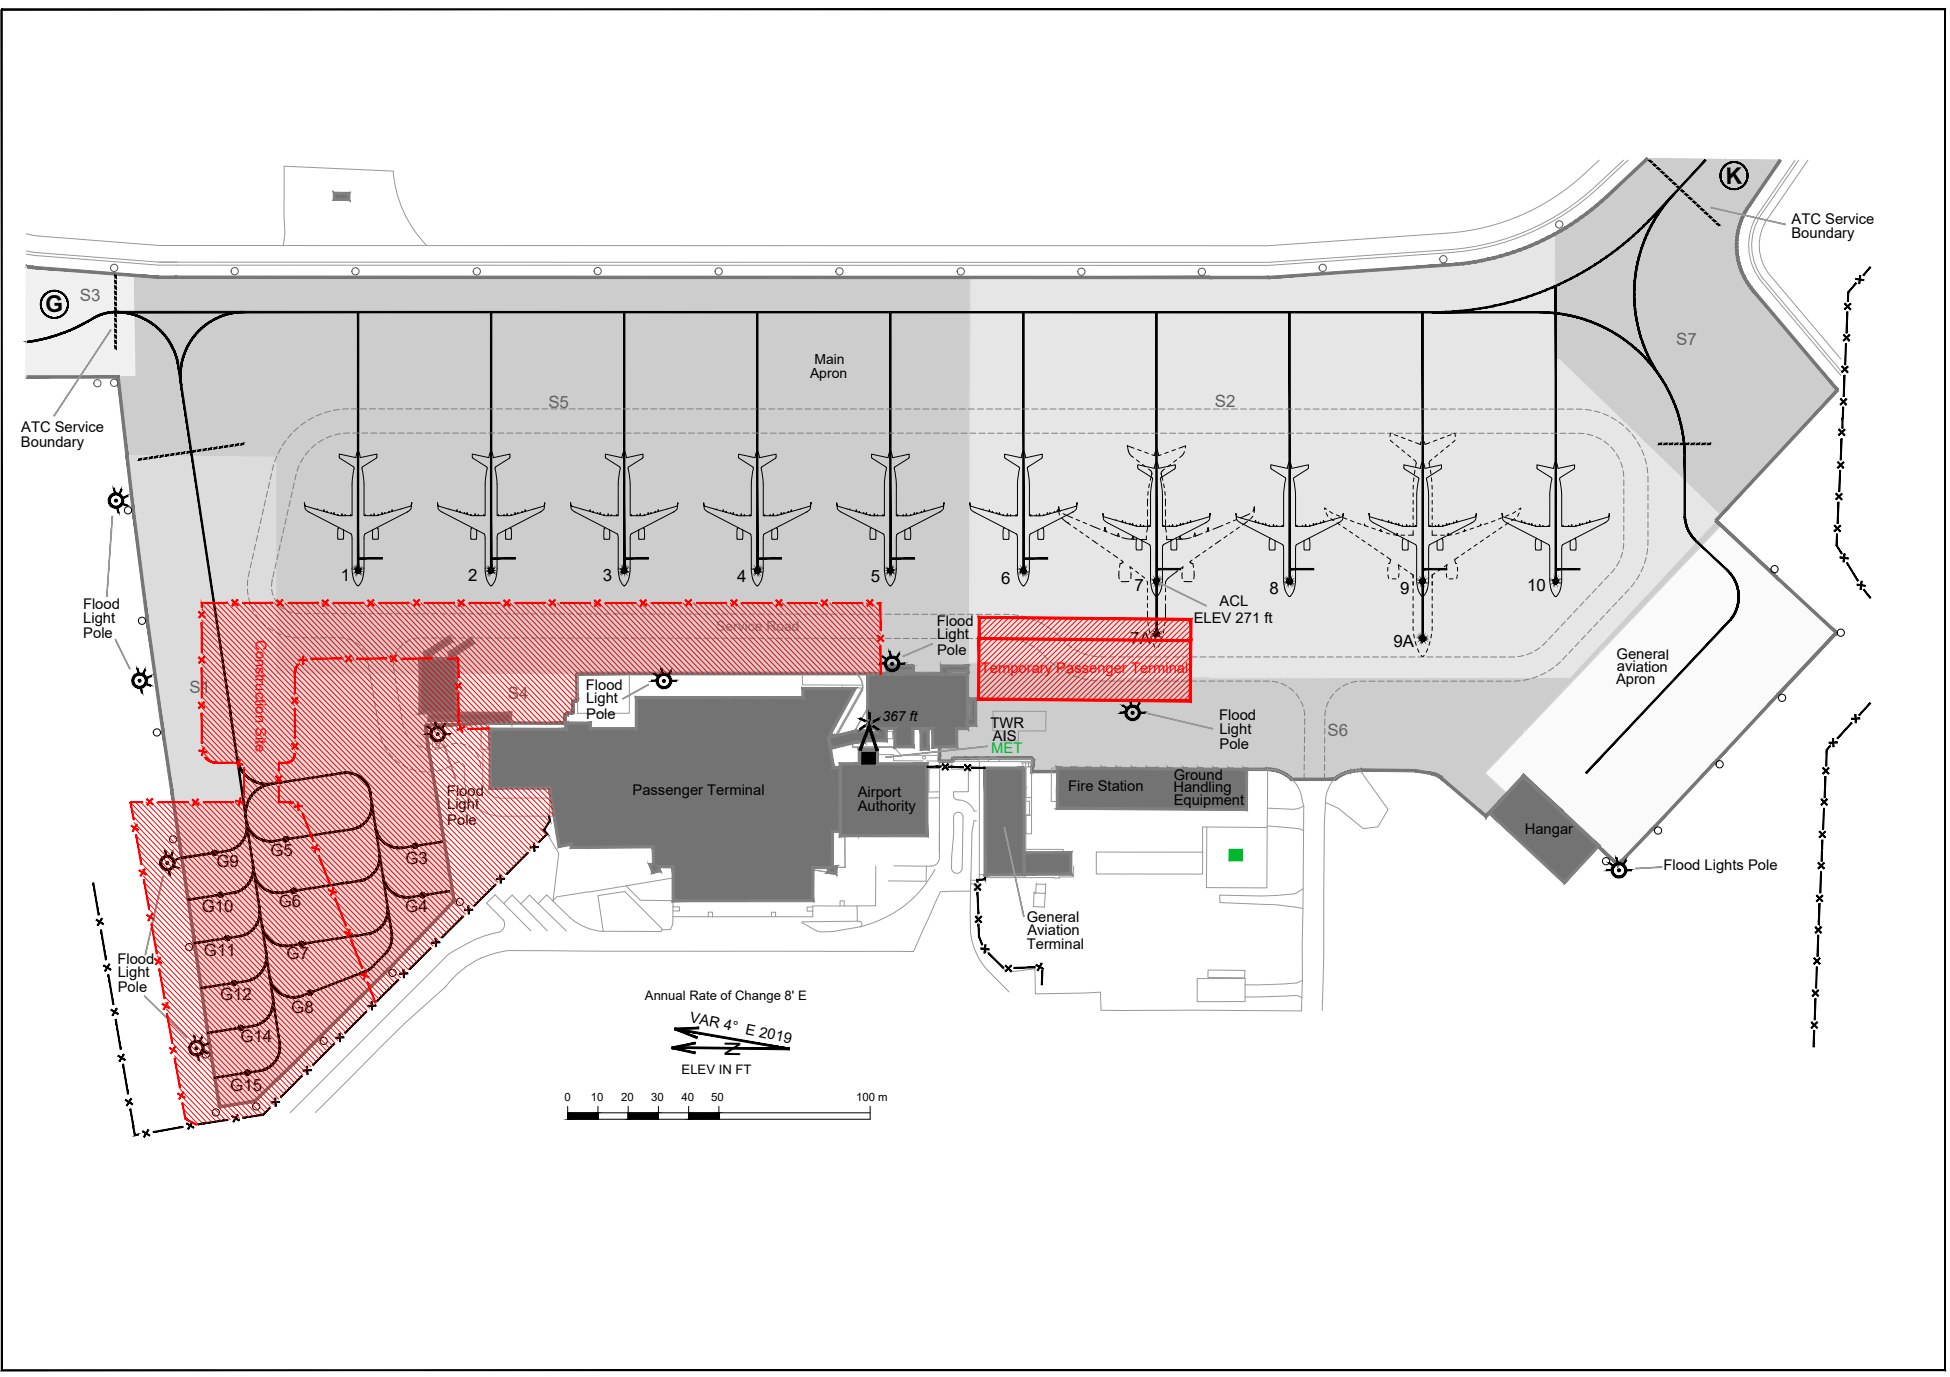 K
ATC Service
Boundary
G
S3
S7
Main
Apron
S5
S2
ATC Service
Boundary
1
2
3
4
5
6
7
8
9
10
ACL
ELEV 271 ft
Flood
Light
Pole
Flood
Light
Pole
Service Road
7A
9A
Construction Site
Temporary Passenger Terminal
General
aviation
Apron
S1
S4
Flood
Light
Pole
367 ft
TWR
AIS
MET
Flood
Light
Pole
S6
Flood
Light
Pole
Passenger Terminal
Airport
Authority
Fire Station
Ground
Handling
Equipment
Hangar
Flood Lights Pole
G9
G5
G3
G10
G6
G4
G11
G7
G12
G8
G14
G15
Flood
Light
Pole
General
Aviation
Terminal
Annual Rate of Change 8' E
VAR 4° E 2019
N
ELEV IN FT
0 10 20 30 40 50 100 m